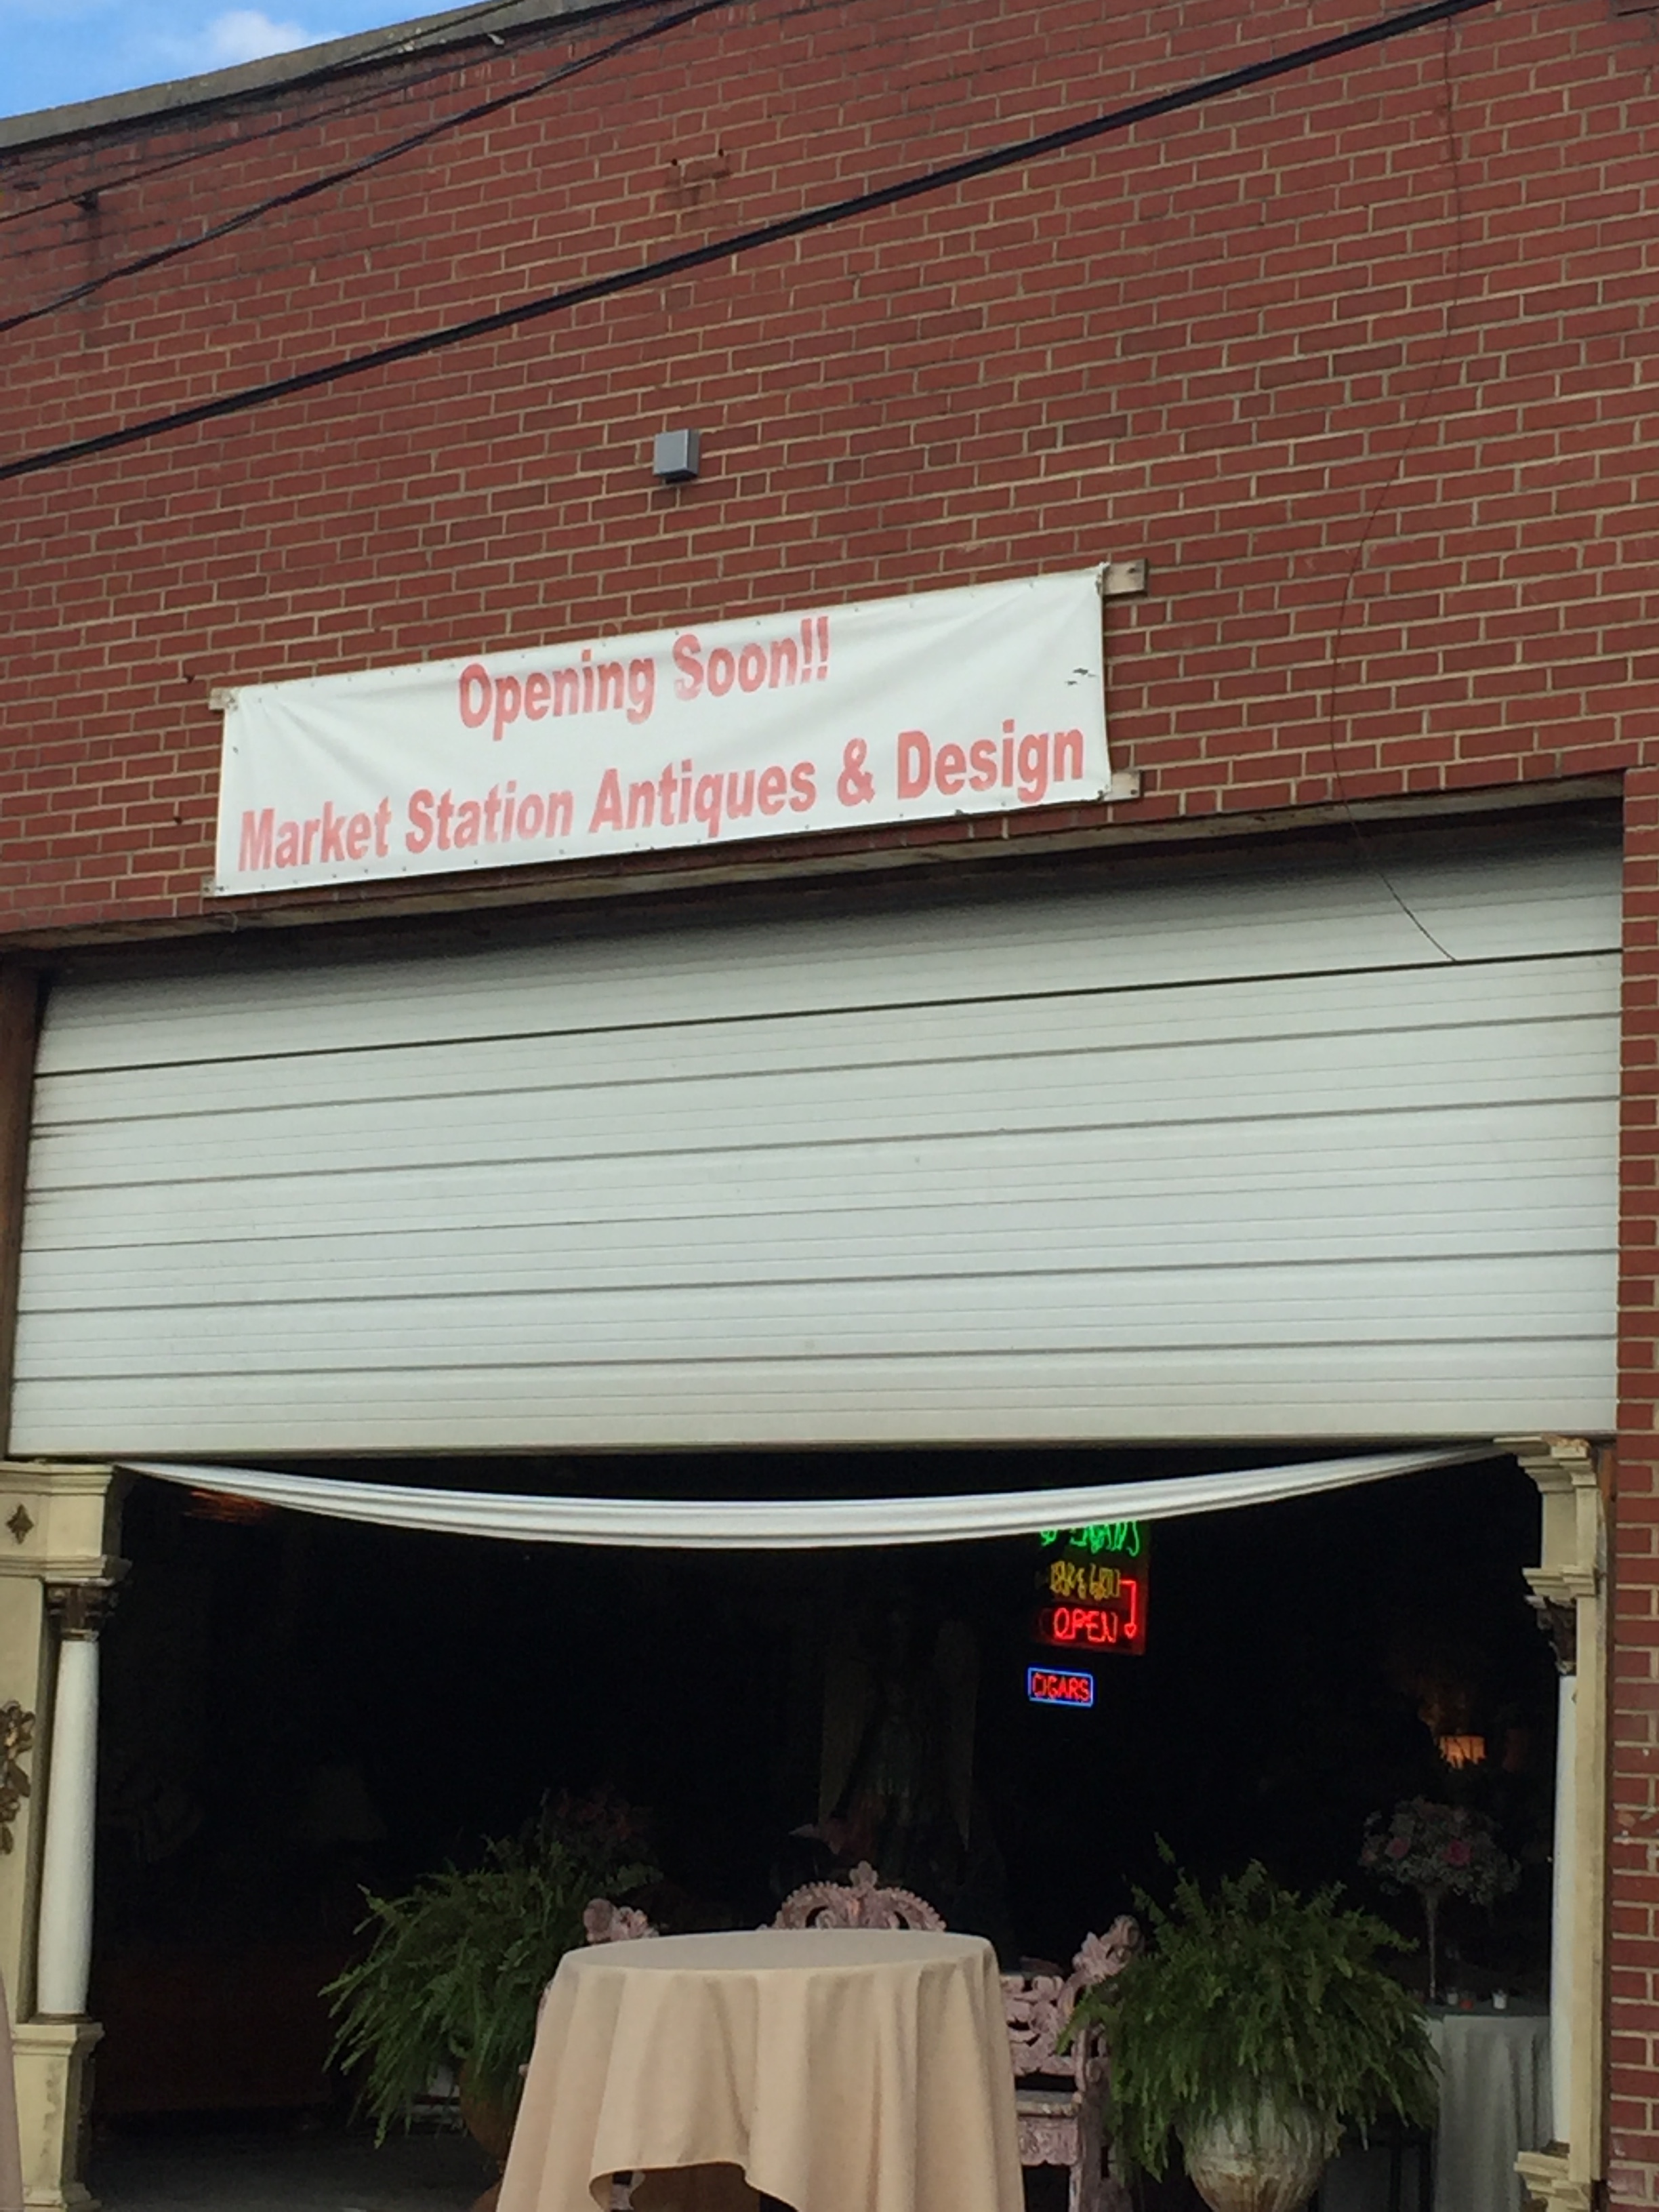 Opening Soon!!
Market Station Antiques & Design
OPEN
CIGARS